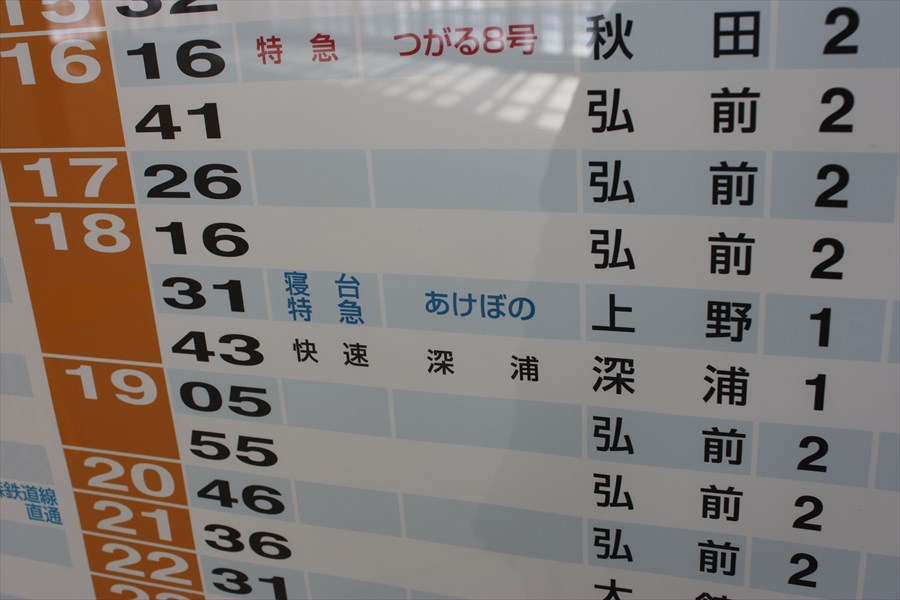 15 32
16 16 特急 つがる8号 秋田 2
41 弘前 2
17 26 弘前 2
18 16 弘前 2
31 寝台特急 あけぼの 上野 1
43 快速 深浦 深浦 1
19 05 弘前 2
55 弘前 2
20 46 弘前 2
鉄道線
直通
21 36
22 31